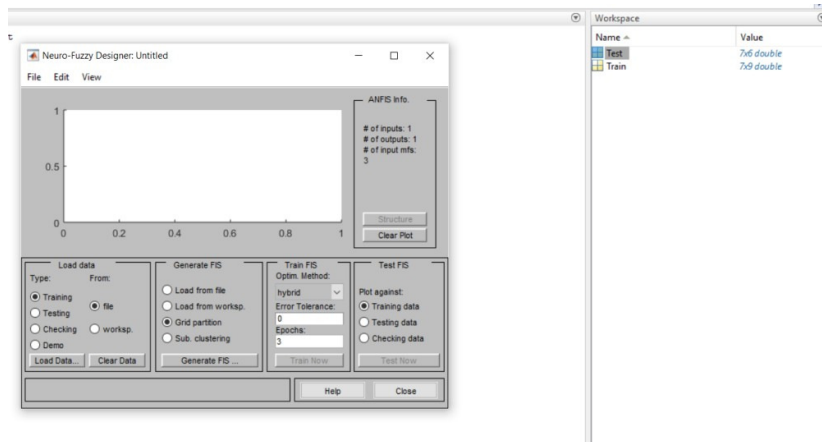 Workspace
Name Value
Test 7x6 double
Train 7x9 double
Neuro-Fuzzy Designer: Untitled
File Edit View
1
0.5
0
0 0.2 0.4 0.6 0.8 1
ANFIS Info.
# of inputs: 1
# of outputs: 1
# of input mfs:
3
Structure
Clear Plot
Load data
Type: From:
Training
Testing
Checking
Demo
file
worksp.
Load Data... Clear Data
Generate FIS
Load from file
Load from worksp.
Grid partition
Sub. clustering
Generate FIS ...
Train FIS
Optim. Method:
hybrid
Error Tolerance:
0
Epochs:
3
Train Now
Test FIS
Plot against:
Training data
Testing data
Checking data
Test Now
Help Close